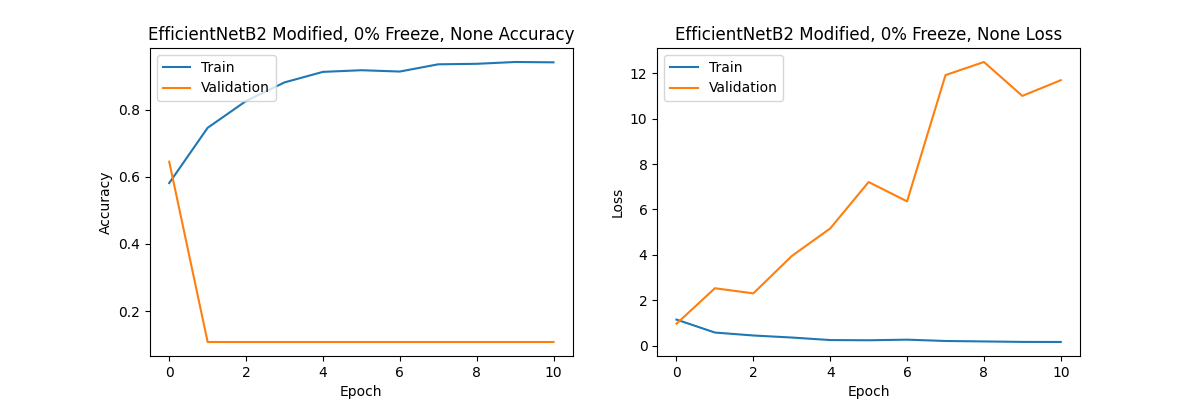 EfficientNetB2 Modified, 0% Freeze, None Accuracy
Train
Validation
0.8
0.6
0.4
0.2
Accuracy
0 2 4 6 8 10
Epoch
EfficientNetB2 Modified, 0% Freeze, None Loss
Train
Validation
12
10
8
6
4
2
0
Loss
0 2 4 6 8 10
Epoch